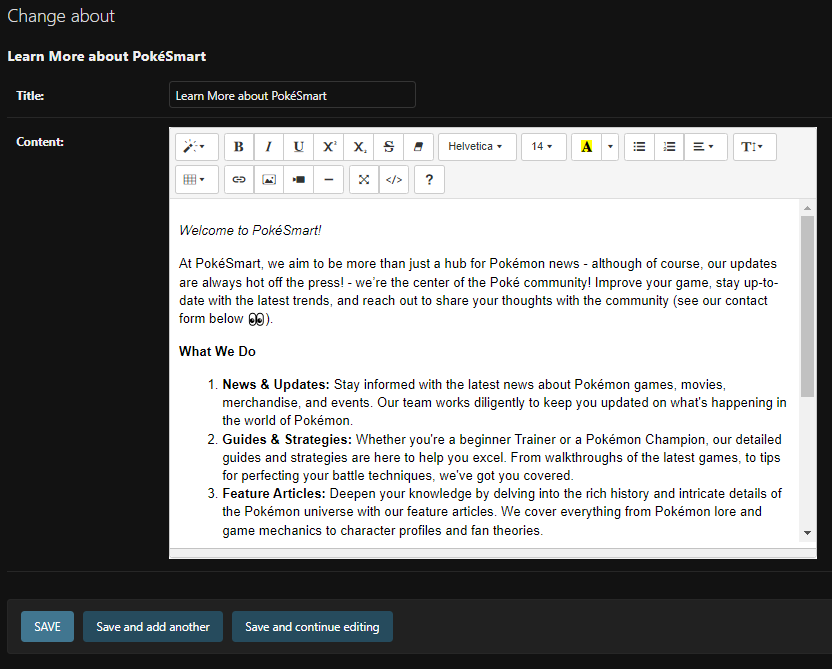 Change about
Learn More about PokéSmart
Title:
Learn More about PokéSmart
Content:
B I U X² X₂ S Helvetica 14 A T
</> ?
Welcome to PokéSmart!
At PokéSmart, we aim to be more than just a hub for Pokémon news - although of course, our updates
are always hot off the press! - we're the center of the Poké community! Improve your game, stay up-to-
date with the latest trends, and reach out to share your thoughts with the community (see our contact
form below 👀).
What We Do
1. News & Updates: Stay informed with the latest news about Pokémon games, movies,
merchandise, and events. Our team works diligently to keep you updated on what's happening in
the world of Pokémon.
2. Guides & Strategies: Whether you're a beginner Trainer or a Pokémon Champion, our detailed
guides and strategies are here to help you excel. From walkthroughs of the latest games, to tips
for perfecting your battle techniques, we've got you covered.
3. Feature Articles: Deepen your knowledge by delving into the rich history and intricate details of
the Pokémon universe with our feature articles. We cover everything from Pokémon lore and
game mechanics to character profiles and fan theories.
SAVE Save and add another Save and continue editing